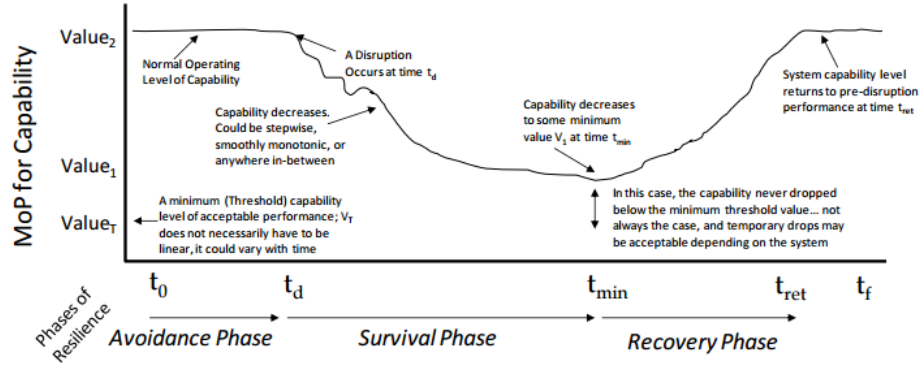 MoP for Capability
Value2
Value1
ValueT
Normal Operating
Level of Capability
A Disruption
Occurs at time td
Capability decreases.
Could be stepwise,
smoothly monotonic, or
anywhere in-between
Capability decreases
to some minimum
value V1 at time tmin
System capability level
returns to pre-disruption
performance at time tret
A minimum (Threshold) capability
level of acceptable performance; VT
does not necessarily have to be
linear, it could vary with time
In this case, the capability never dropped
below the minimum threshold value... not
always the case, and temporary drops may
be acceptable depending on the system
t0 td tmin tret tf
Phases of
Resilience
Avoidance Phase Survival Phase Recovery Phase